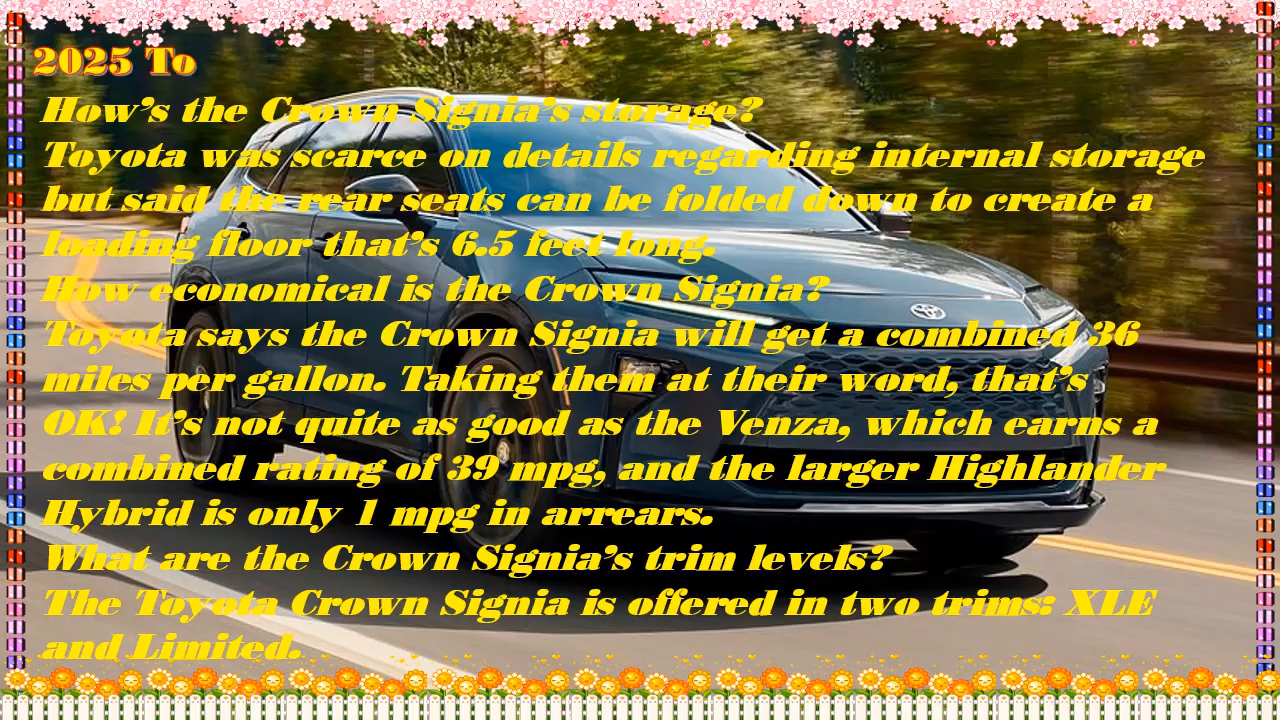 2025 To
How’s the Crown Signia’s storage?
Toyota was scarce on details regarding internal storage
but said the rear seats can be folded down to create a
loading floor that’s 6.5 feet long.
How economical is the Crown Signia?
Toyota says the Crown Signia will get a combined 36
miles per gallon. Taking them at their word, that’s
OK! It’s not quite as good as the Venza, which earns a
combined rating of 39 mpg, and the larger Highlander
Hybrid is only 1 mpg in arrears.
What are the Crown Signia’s trim levels?
The Toyota Crown Signia is offered in two trims: XLE
and Limited.